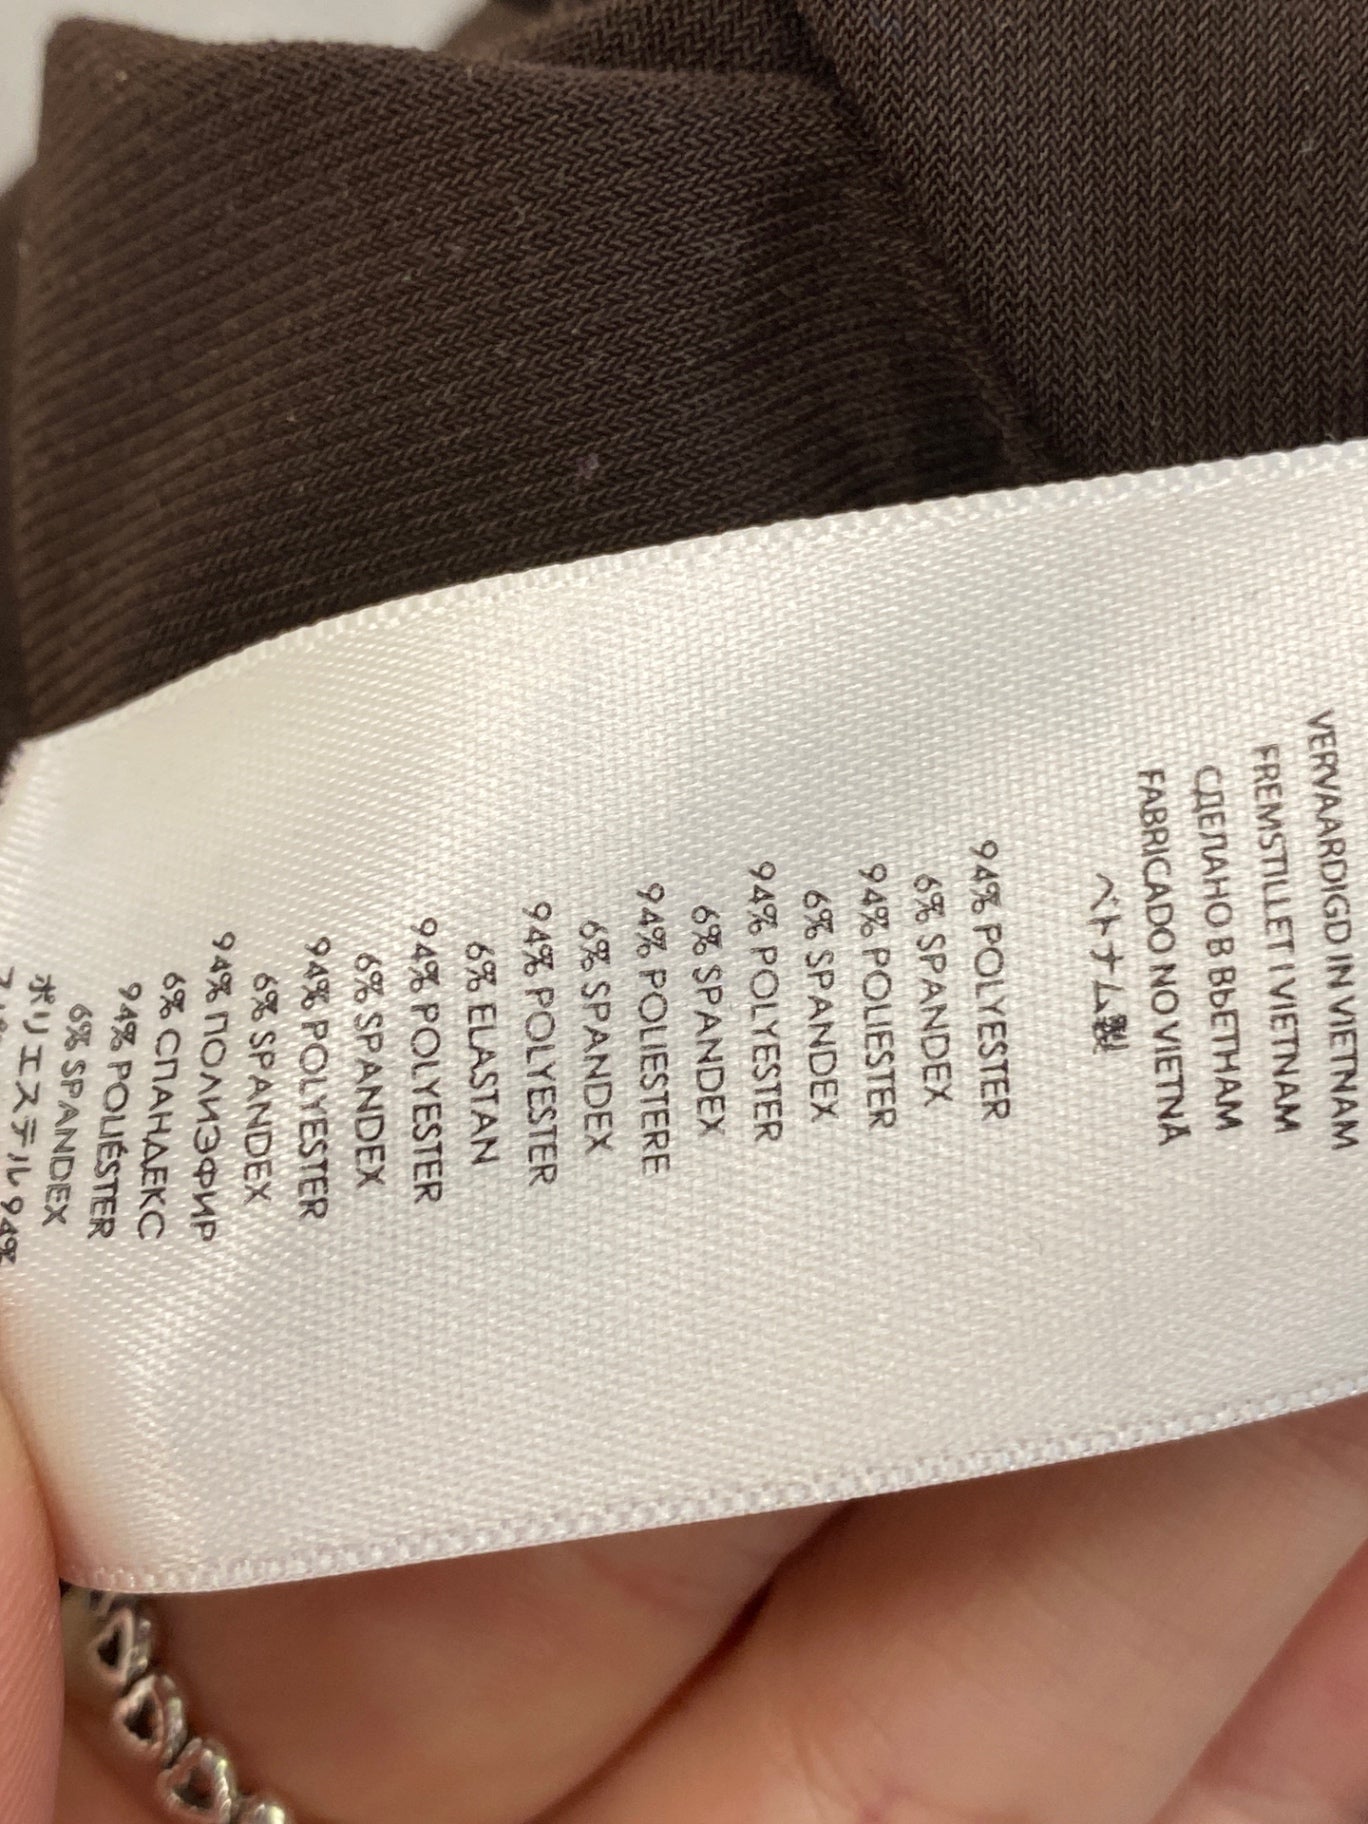 VERVAARDIGD IN VIETNAM
FREMSTILLET I VIETNAM
СДЕЛАНО В ВЬЕТНАМ
FABRICADO NO VIETNÃ
ベトナム製
94% POLYESTER
6% SPANDEX
94% POLIESTER
6% SPANDEX
94% POLYESTER
6% SPANDEX
94% POLIESTERE
6% SPANDEX
94% POLYESTER
6% ELASTAN
94% POLYESTER
6% SPANDEX
94% POLYESTER
6% SPANDEX
94% ПОЛИЭФИР
6% СПАНДЕКС
94% POLIÉSTER
6% SPANDEX
ポリエステル 94%